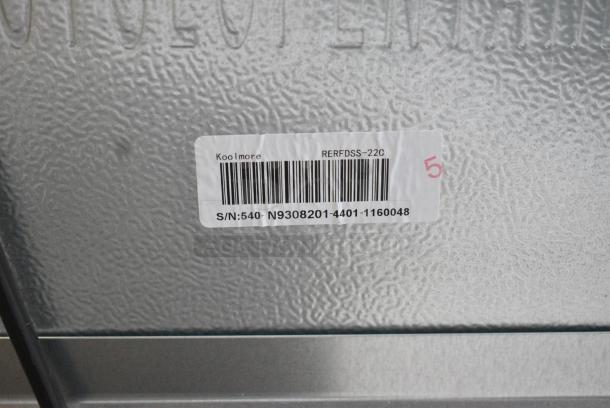 Koolmore RERFDSS-22C
5
S/N:540- N9308201-4401-1160048